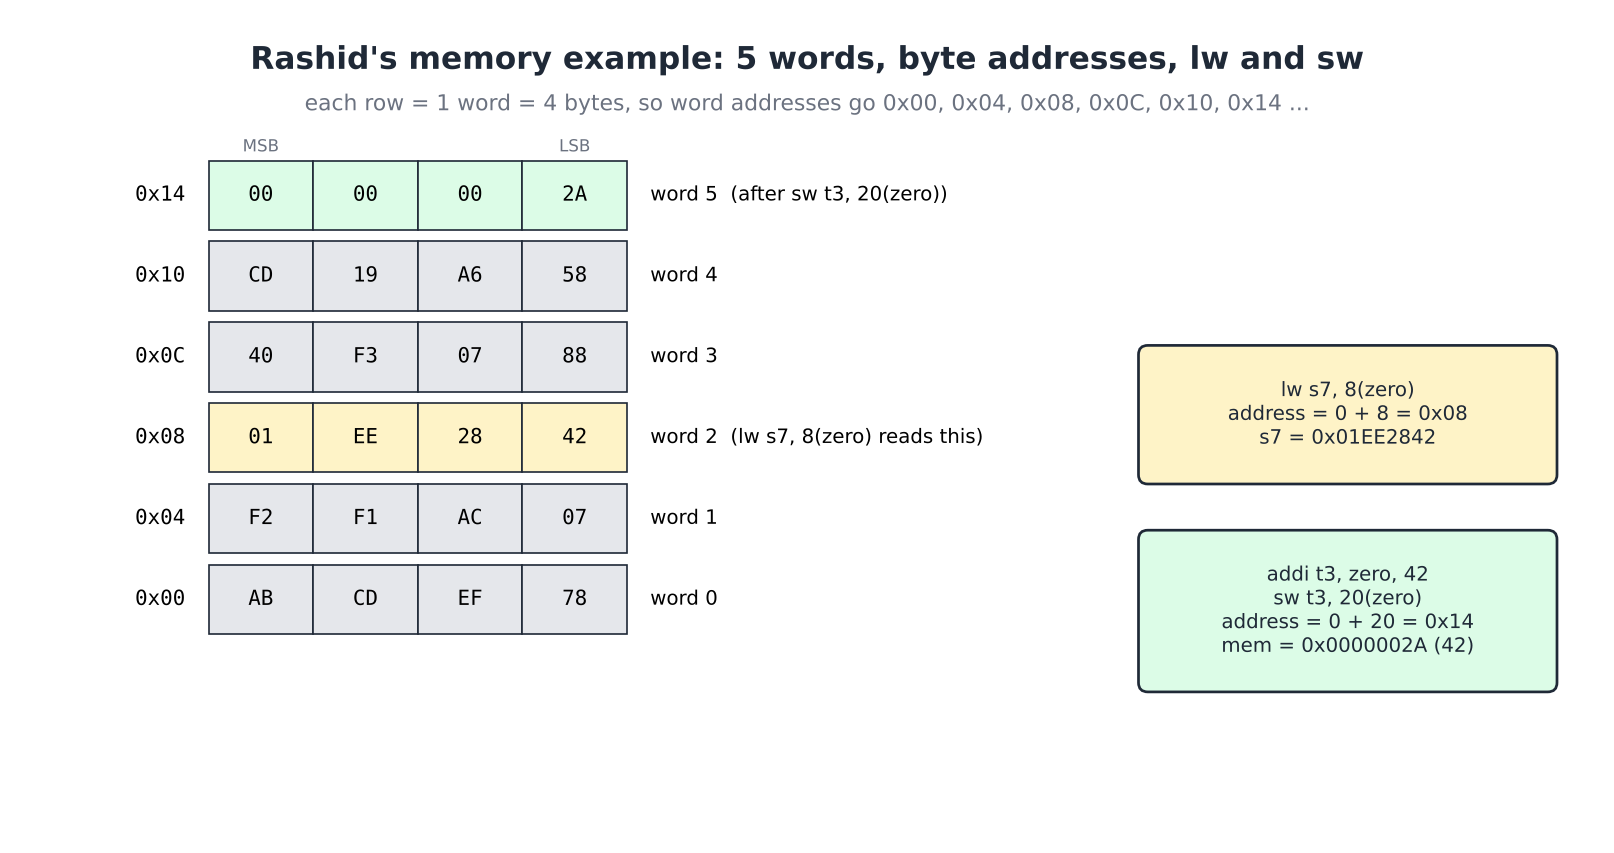 Rashid's memory example: 5 words, byte addresses, lw and sw
each row = 1 word = 4 bytes, so word addresses go 0x00, 0x04, 0x08, 0x0C, 0x10, 0x14 ...
MSB LSB
0x14 00 00 00 2A word 5 (after sw t3, 20(zero))
0x10 CD 19 A6 58 word 4
0x0C 40 F3 07 88 word 3
0x08 01 EE 28 42 word 2 (lw s7, 8(zero) reads this)
0x04 F2 F1 AC 07 word 1
0x00 AB CD EF 78 word 0
lw s7, 8(zero)
address = 0 + 8 = 0x08
s7 = 0x01EE2842
addi t3, zero, 42
sw t3, 20(zero)
address = 0 + 20 = 0x14
mem = 0x0000002A (42)